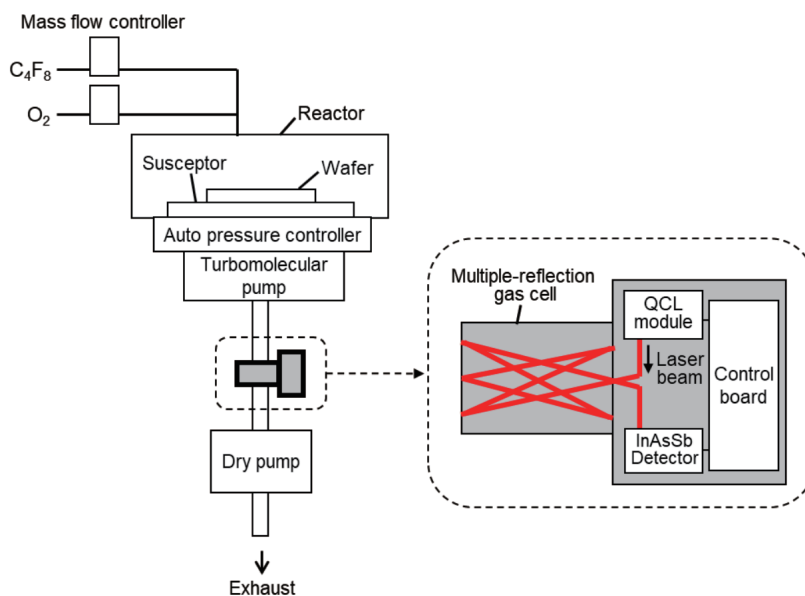 Mass flow controller
C₄F₈
O₂
Reactor
Susceptor
Wafer
Auto pressure controller
Turbomolecular
pump
Dry pump
Exhaust
Multiple-reflection
gas cell
QCL
module
Laser
beam
Control
board
InAsSb
Detector